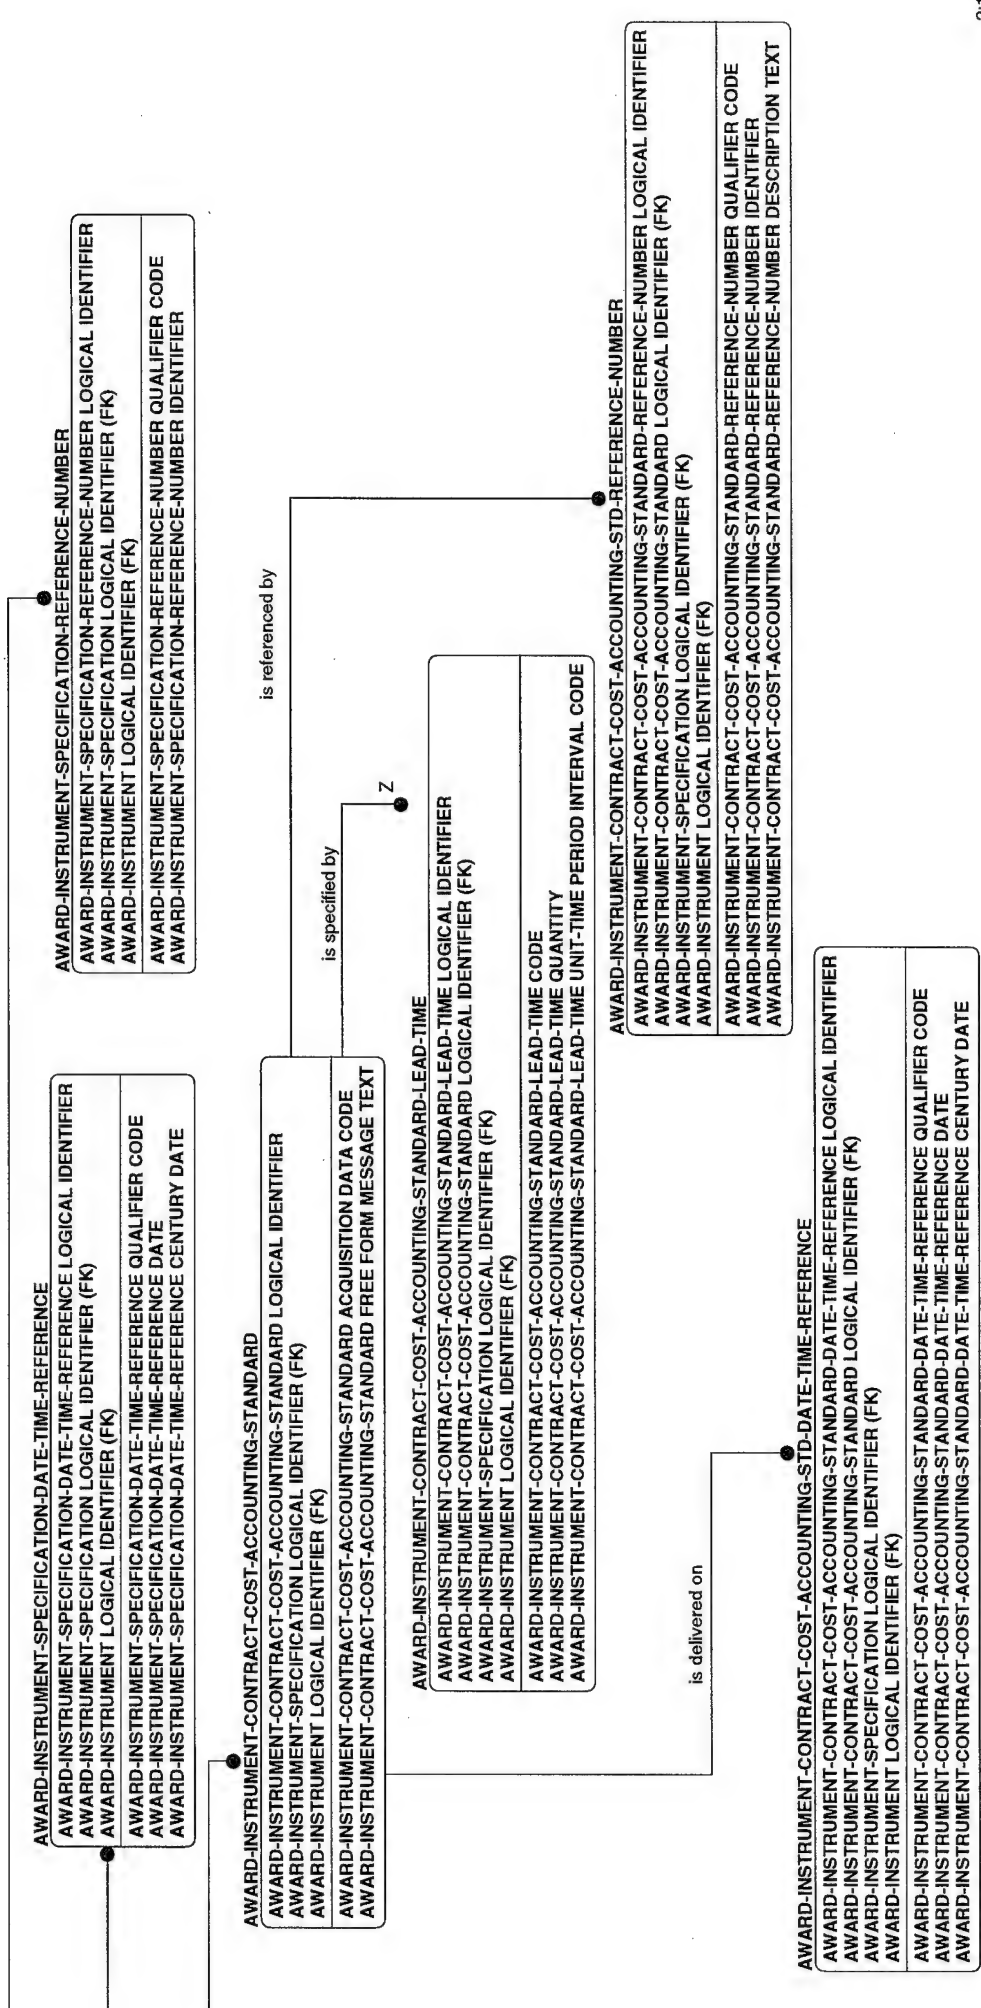 AWARD-INSTRUMENT-SPECIFICATION-DATE-TIME-REFERENCE
AWARD-INSTRUMENT-SPECIFICATION-DATE-TIME-REFERENCE LOGICAL IDENTIFIER
AWARD-INSTRUMENT-SPECIFICATION LOGICAL IDENTIFIER (FK)
AWARD-INSTRUMENT LOGICAL IDENTIFIER (FK)
AWARD-INSTRUMENT-SPECIFICATION-DATE-TIME-REFERENCE QUALIFIER CODE
AWARD-INSTRUMENT-SPECIFICATION-DATE-TIME-REFERENCE DATE
AWARD-INSTRUMENT-SPECIFICATION-DATE-TIME-REFERENCE CENTURY DATE
AWARD-INSTRUMENT-SPECIFICATION-REFERENCE-NUMBER
AWARD-INSTRUMENT-SPECIFICATION-REFERENCE-NUMBER LOGICAL IDENTIFIER
AWARD-INSTRUMENT-SPECIFICATION LOGICAL IDENTIFIER (FK)
AWARD-INSTRUMENT LOGICAL IDENTIFIER (FK)
AWARD-INSTRUMENT-SPECIFICATION-REFERENCE-NUMBER QUALIFIER CODE
AWARD-INSTRUMENT-SPECIFICATION-REFERENCE-NUMBER IDENTIFIER
AWARD-INSTRUMENT-CONTRACT-COST-ACCOUNTING-STANDARD
AWARD-INSTRUMENT-CONTRACT-COST-ACCOUNTING-STANDARD LOGICAL IDENTIFIER
AWARD-INSTRUMENT-SPECIFICATION LOGICAL IDENTIFIER (FK)
AWARD-INSTRUMENT LOGICAL IDENTIFIER (FK)
AWARD-INSTRUMENT-CONTRACT-COST-ACCOUNTING-STANDARD ACQUISITION DATA CODE
AWARD-INSTRUMENT-CONTRACT-COST-ACCOUNTING-STANDARD FREE FORM MESSAGE TEXT
is referenced by
is specified by
Z
AWARD-INSTRUMENT-CONTRACT-COST-ACCOUNTING-STANDARD-LEAD-TIME
AWARD-INSTRUMENT-CONTRACT-COST-ACCOUNTING-STANDARD-LEAD-TIME LOGICAL IDENTIFIER
AWARD-INSTRUMENT-CONTRACT-COST-ACCOUNTING-STANDARD LOGICAL IDENTIFIER (FK)
AWARD-INSTRUMENT-SPECIFICATION LOGICAL IDENTIFIER (FK)
AWARD-INSTRUMENT LOGICAL IDENTIFIER (FK)
AWARD-INSTRUMENT-CONTRACT-COST-ACCOUNTING-STANDARD-LEAD-TIME CODE
AWARD-INSTRUMENT-CONTRACT-COST-ACCOUNTING-STANDARD-LEAD-TIME QUANTITY
AWARD-INSTRUMENT-CONTRACT-COST-ACCOUNTING-STANDARD-LEAD-TIME UNIT-TIME PERIOD INTERVAL CODE
AWARD-INSTRUMENT-CONTRACT-COST-ACCOUNTING-STD-REFERENCE-NUMBER
AWARD-INSTRUMENT-CONTRACT-COST-ACCOUNTING-STANDARD-REFERENCE-NUMBER LOGICAL IDENTIFIER
AWARD-INSTRUMENT-CONTRACT-COST-ACCOUNTING-STANDARD LOGICAL IDENTIFIER (FK)
AWARD-INSTRUMENT-SPECIFICATION LOGICAL IDENTIFIER (FK)
AWARD-INSTRUMENT LOGICAL IDENTIFIER (FK)
AWARD-INSTRUMENT-CONTRACT-COST-ACCOUNTING-STANDARD-REFERENCE-NUMBER QUALIFIER CODE
AWARD-INSTRUMENT-CONTRACT-COST-ACCOUNTING-STANDARD-REFERENCE-NUMBER IDENTIFIER
AWARD-INSTRUMENT-CONTRACT-COST-ACCOUNTING-STANDARD-REFERENCE-NUMBER DESCRIPTION TEXT
is delivered on
AWARD-INSTRUMENT-CONTRACT-COST-ACCOUNTING-STD-DATE-TIME-REFERENCE
AWARD-INSTRUMENT-CONTRACT-COST-ACCOUNTING-STANDARD-DATE-TIME-REFERENCE LOGICAL IDENTIFIER
AWARD-INSTRUMENT-CONTRACT-COST-ACCOUNTING-STANDARD LOGICAL IDENTIFIER (FK)
AWARD-INSTRUMENT-SPECIFICATION LOGICAL IDENTIFIER (FK)
AWARD-INSTRUMENT LOGICAL IDENTIFIER (FK)
AWARD-INSTRUMENT-CONTRACT-COST-ACCOUNTING-STANDARD-DATE-TIME-REFERENCE QUALIFIER CODE
AWARD-INSTRUMENT-CONTRACT-COST-ACCOUNTING-STANDARD-DATE-TIME-REFERENCE DATE
AWARD-INSTRUMENT-CONTRACT-COST-ACCOUNTING-STANDARD-DATE-TIME-REFERENCE CENTURY DATE